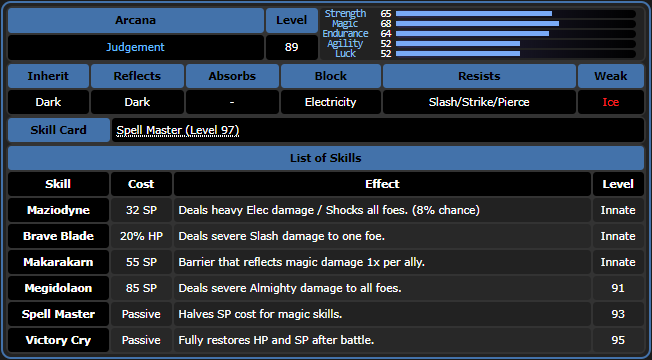 Arcana Level
Judgement 89
Strength 65
Magic 68
Endurance 64
Agility 52
Luck 52
Inherit Reflects Absorbs Block Resists Weak
Dark Dark - Electricity Slash/Strike/Pierce Ice
Skill Card Spell Master (Level 97)
List of Skills
Skill Cost Effect Level
Maziodyne 32 SP Deals heavy Elec damage / Shocks all foes. (8% chance) Innate
Brave Blade 20% HP Deals severe Slash damage to one foe. Innate
Makarakarn 55 SP Barrier that reflects magic damage 1x per ally. Innate
Megidolaon 85 SP Deals severe Almighty damage to all foes. 91
Spell Master Passive Halves SP cost for magic skills. 93
Victory Cry Passive Fully restores HP and SP after battle. 95